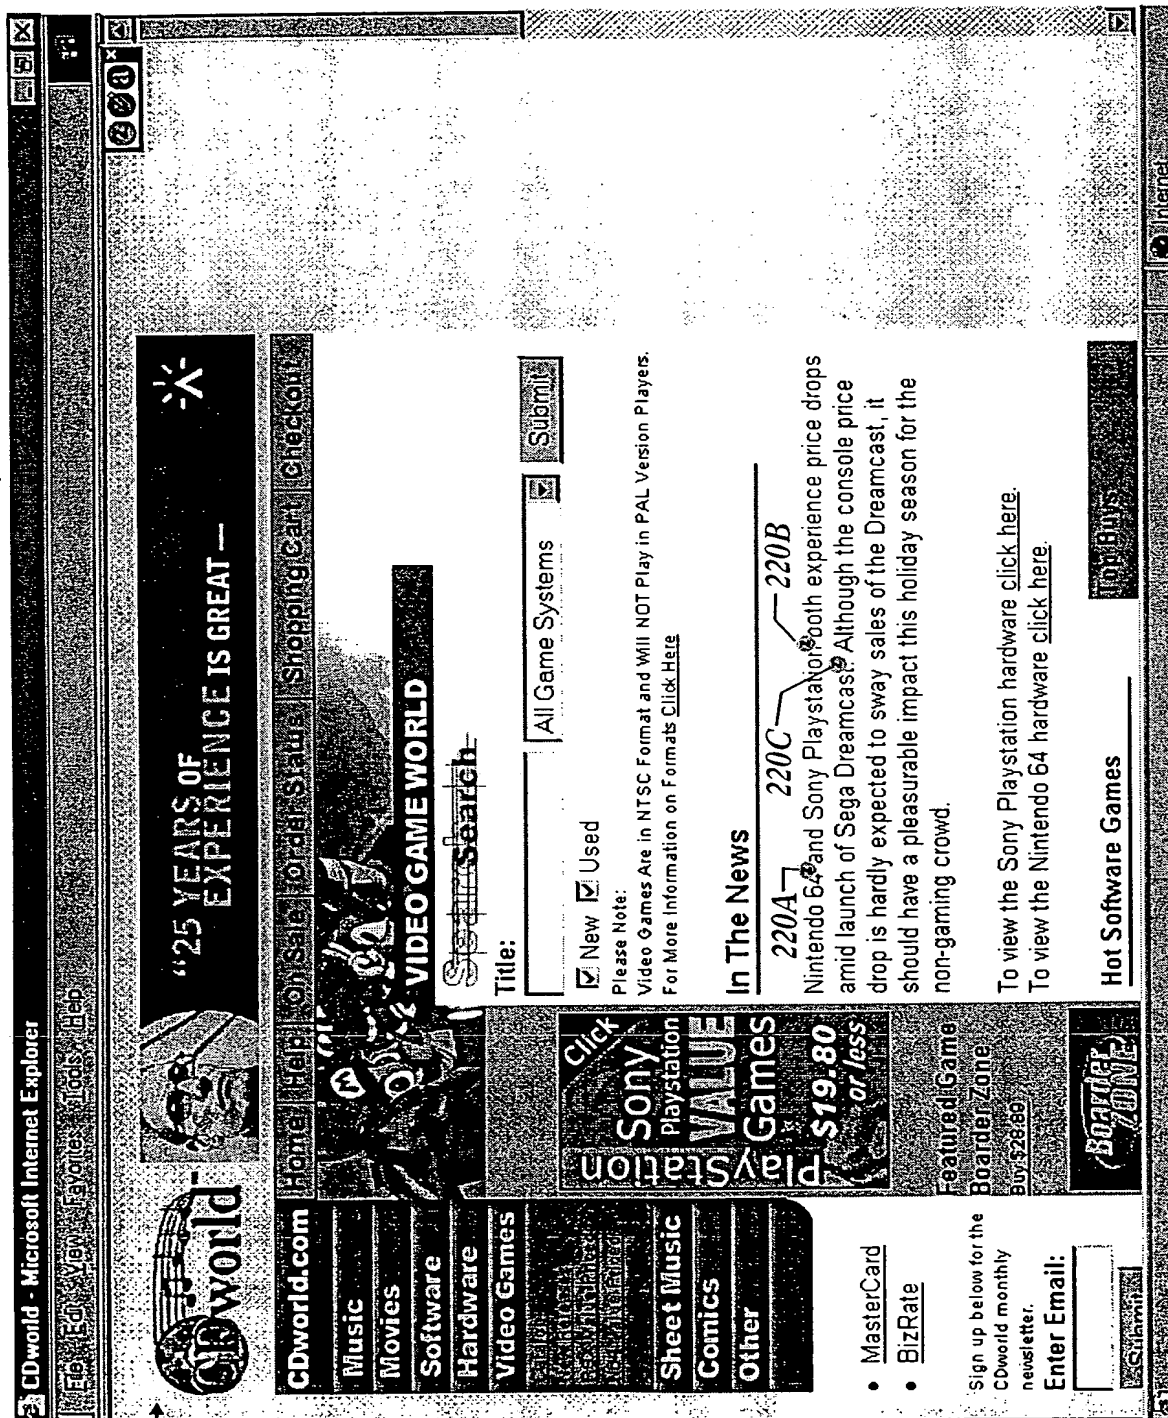 CDworld - Microsoft Internet Explorer
File Edit View Favorites Tools Help
z a
CDworld
"25 YEARS OF
EXPERIENCE IS GREAT—
Home Help On Sale Order Status Shopping Cart Checkout
CDworld.com
Music
Movies
Software
Hardware
Video Games
Sheet Music
Comics
Other
• MasterCard
• BizRate
Sign up below for the
CDworld monthly
newsletter.
Enter Email:
Submit
PlayStation
Click
Sony
Playstation
VALUE
Games
$19.80
or less
Featured Game
Boarder Zone
Boarder
ZONE
VIDEO GAME WORLD
Search
Title:
All Game Systems
Submit
New Used
Please Note:
Video Games Are in NTSC Format and Will NOT Play in PAL Version Players.
For More Information on Formats Click Here
In The News
220A 220C 220B
Nintendo 64 and Sony Playstation both experience price drops
amid launch of Sega Dreamcast. Although the console price
drop is hardly expected to sway sales of the Dreamcast, it
should have a pleasurable impact this holiday season for the
non-gaming crowd.
To view the Sony Playstation hardware click here.
To view the Nintendo 64 hardware click here.
Hot Software Games
Top Buys
Internet